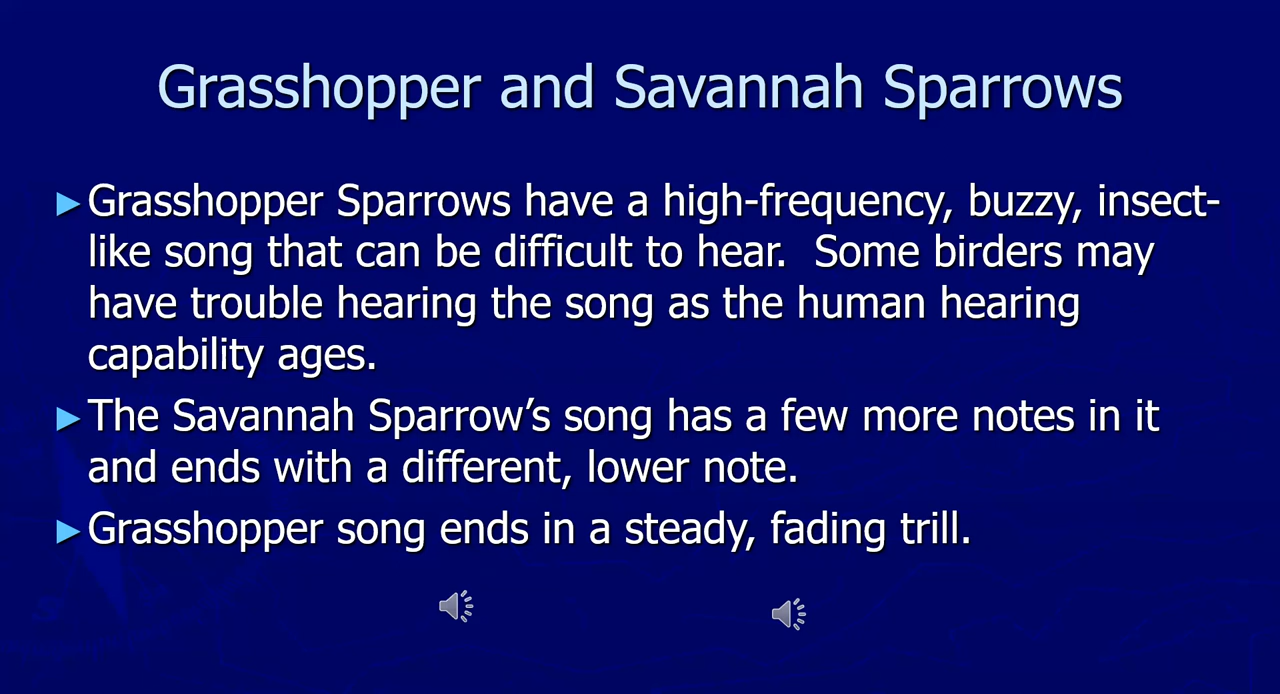 Grasshopper and Savannah Sparrows
►Grasshopper Sparrows have a high-frequency, buzzy, insect-
like song that can be difficult to hear.  Some birders may
have trouble hearing the song as the human hearing
capability ages.
►The Savannah Sparrow’s song has a few more notes in it
and ends with a different, lower note.
►Grasshopper song ends in a steady, fading trill.